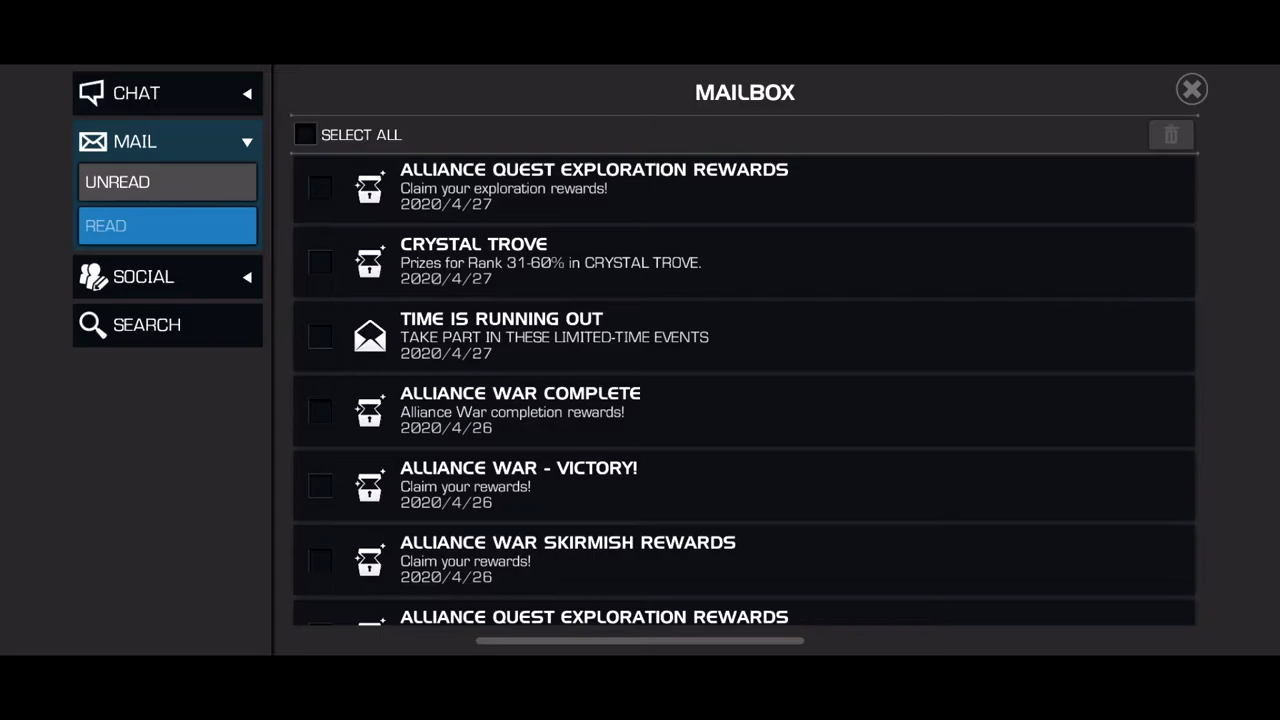 CHAT
MAIL
UNREAD
READ
SOCIAL
SEARCH
MAILBOX
SELECT ALL
ALLIANCE QUEST EXPLORATION REWARDS
Claim your exploration rewards!
2020/4/27
CRYSTAL TROVE
Prizes for Rank 31-60% in CRYSTAL TROVE.
2020/4/27
TIME IS RUNNING OUT
TAKE PART IN THESE LIMITED-TIME EVENTS
2020/4/27
ALLIANCE WAR COMPLETE
Alliance War completion rewards!
2020/4/26
ALLIANCE WAR - VICTORY!
Claim your rewards!
2020/4/26
ALLIANCE WAR SKIRMISH REWARDS
Claim your rewards!
2020/4/26
ALLIANCE QUEST EXPLORATION REWARDS